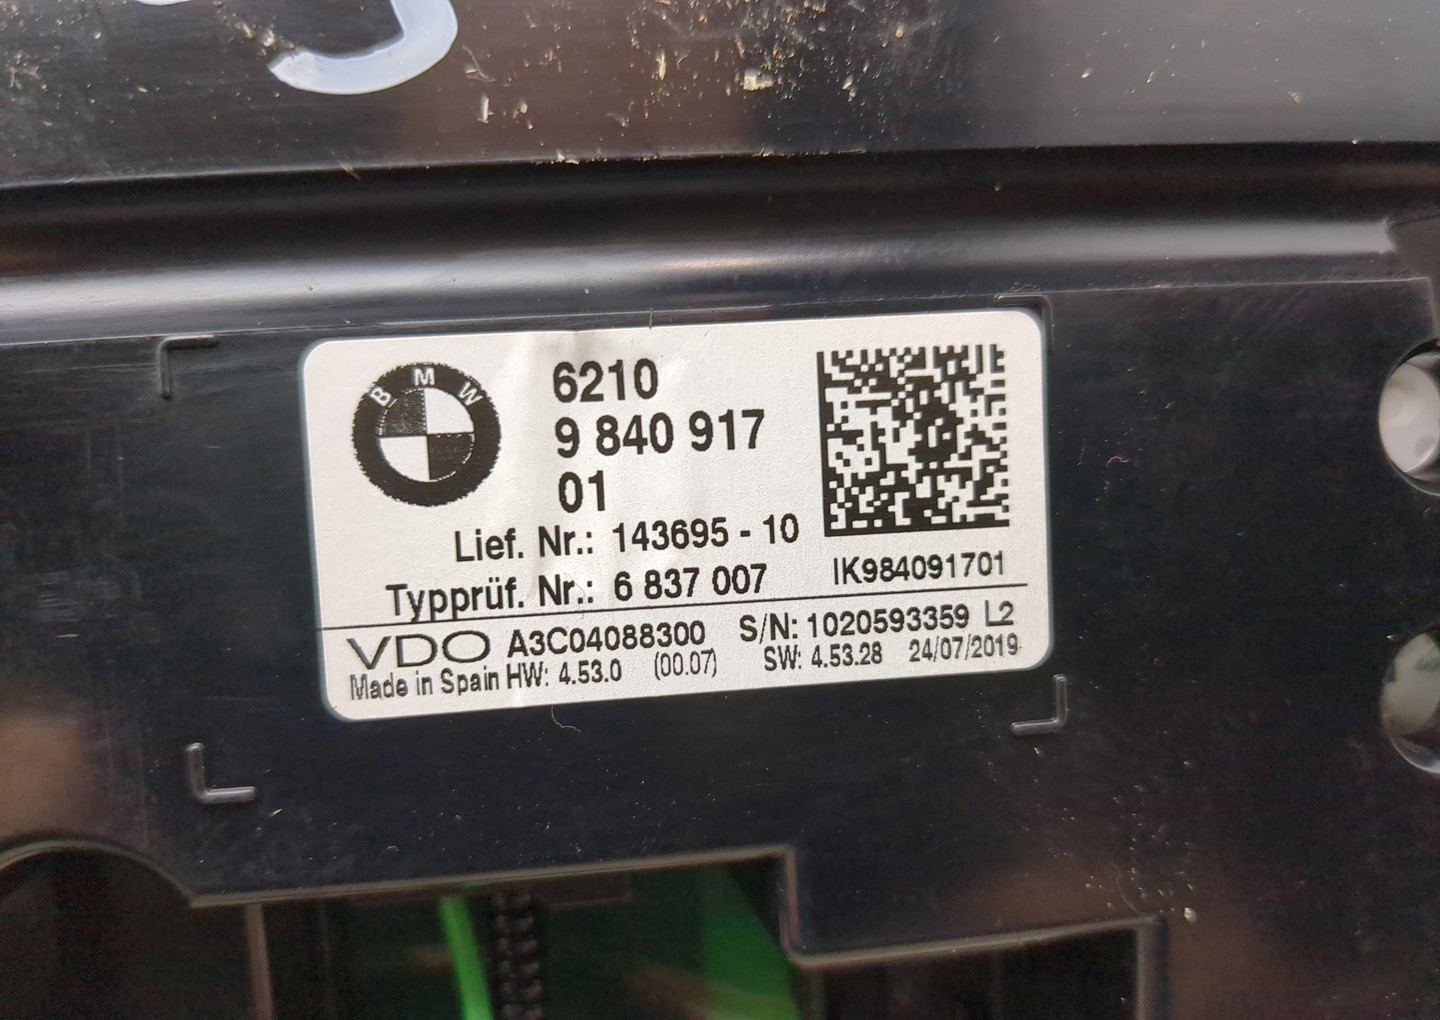 BMW
6210
9 840 917
01
Lief. Nr.: 143695 - 10
Typprüf. Nr.: 6 837 007
IK984091701
VDO A3C04088300 S/N: 1020593359 L2
Made in Spain HW: 4.53.0 (00.07) SW: 4.53.28 24/07/2019